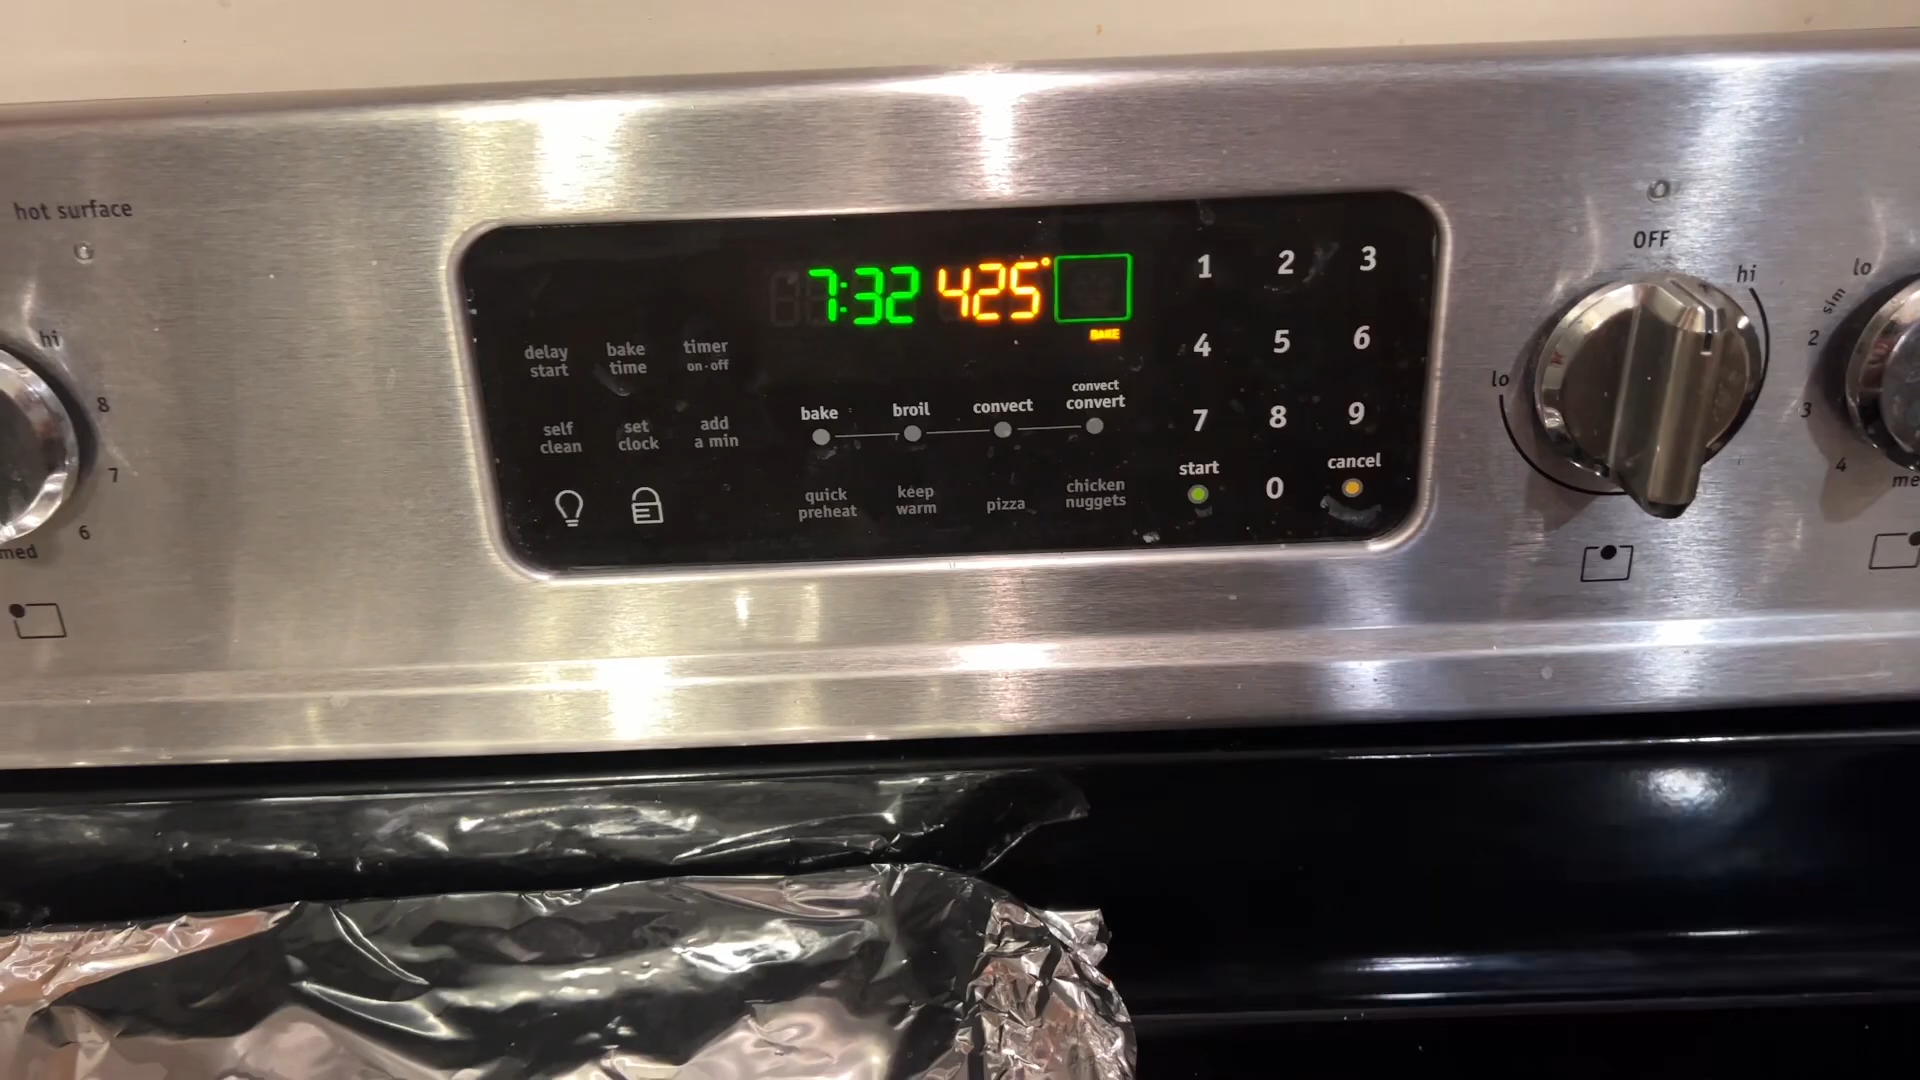 hot surface
hi
8
7
6
med
7:32 425°
BAKE
delay start
bake time
timer on·off
self clean
set clock
add a min
bake
broil
convect
convect convert
quick preheat
keep warm
pizza
chicken nuggets
1 2 3
4 5 6
7 8 9
start
0
cancel
OFF
hi
lo
lo
sim
2
3
4
me